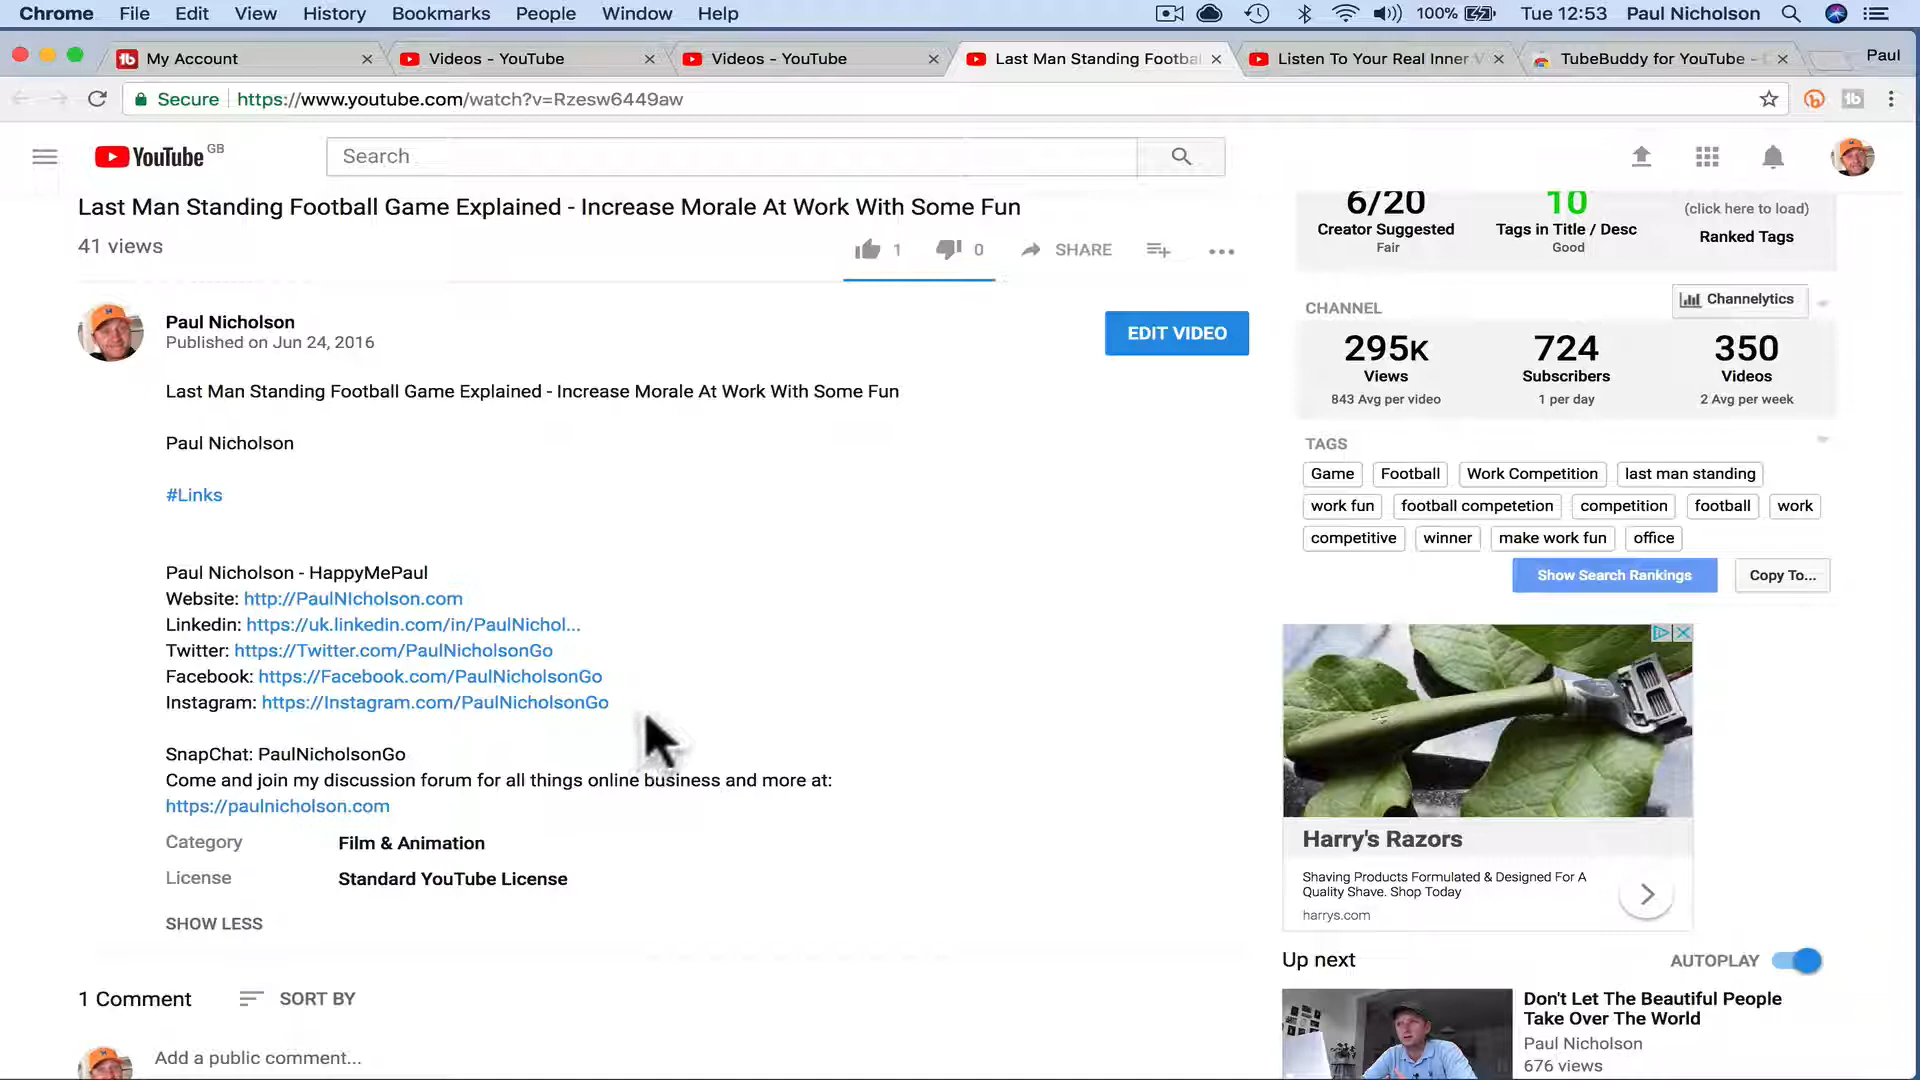 Chrome File Edit View History Bookmarks People Window Help 100% Tue 12:53 Paul Nicholson
My Account Videos - YouTube Videos - YouTube Last Man Standing Footba Listen To Your Real Inner V TubeBuddy for YouTube - Paul
Secure https://www.youtube.com/watch?v=Rzesw6449aw
YouTube GB Search
Last Man Standing Football Game Explained - Increase Morale At Work With Some Fun
41 views
1 0 SHARE
Paul Nicholson
Published on Jun 24, 2016
EDIT VIDEO
Last Man Standing Football Game Explained - Increase Morale At Work With Some Fun
Paul Nicholson
#Links
Paul Nicholson - HappyMePaul
Website: http://PaulNIcholson.com
Linkedin: https://uk.linkedin.com/in/PaulNichol...
Twitter: https://Twitter.com/PaulNicholsonGo
Facebook: https://Facebook.com/PaulNicholsonGo
Instagram: https://Instagram.com/PaulNicholsonGo
SnapChat: PaulNicholsonGo
Come and join my discussion forum for all things online business and more at:
https://paulnicholson.com
Category Film & Animation
License Standard YouTube License
SHOW LESS
1 Comment SORT BY
Add a public comment...
6/20 10 (click here to load)
Creator Suggested Tags in Title / Desc Ranked Tags
Fair Good
CHANNEL Channelytics
295K 724 350
Views Subscribers Videos
843 Avg per video 1 per day 2 Avg per week
TAGS
Game Football Work Competition last man standing
work fun football competetion competition football work
competitive winner make work fun office
Show Search Rankings Copy To...
Harry's Razors
Shaving Products Formulated & Designed For A
Quality Shave. Shop Today
harrys.com
Up next AUTOPLAY
Don't Let The Beautiful People
Take Over The World
Paul Nicholson
676 views